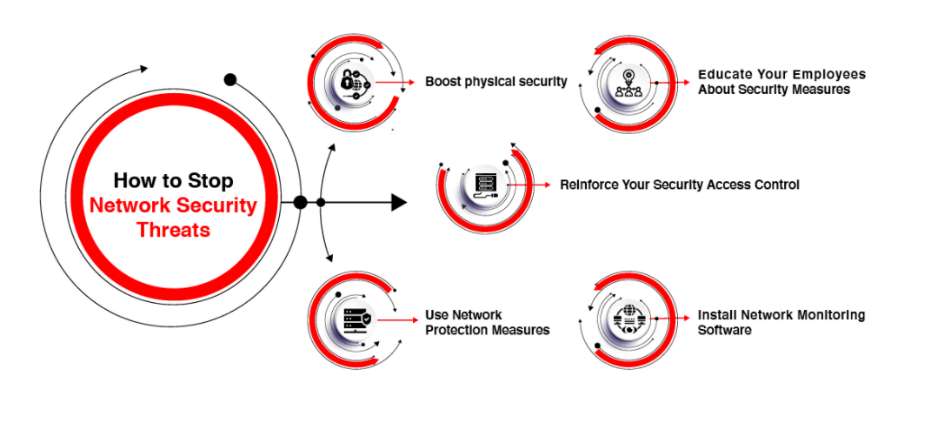 How to Stop
Network Security
Threats
Boost physical security
Educate Your Employees
About Security Measures
Reinforce Your Security Access Control
Use Network
Protection Measures
Install Network Monitoring
Software